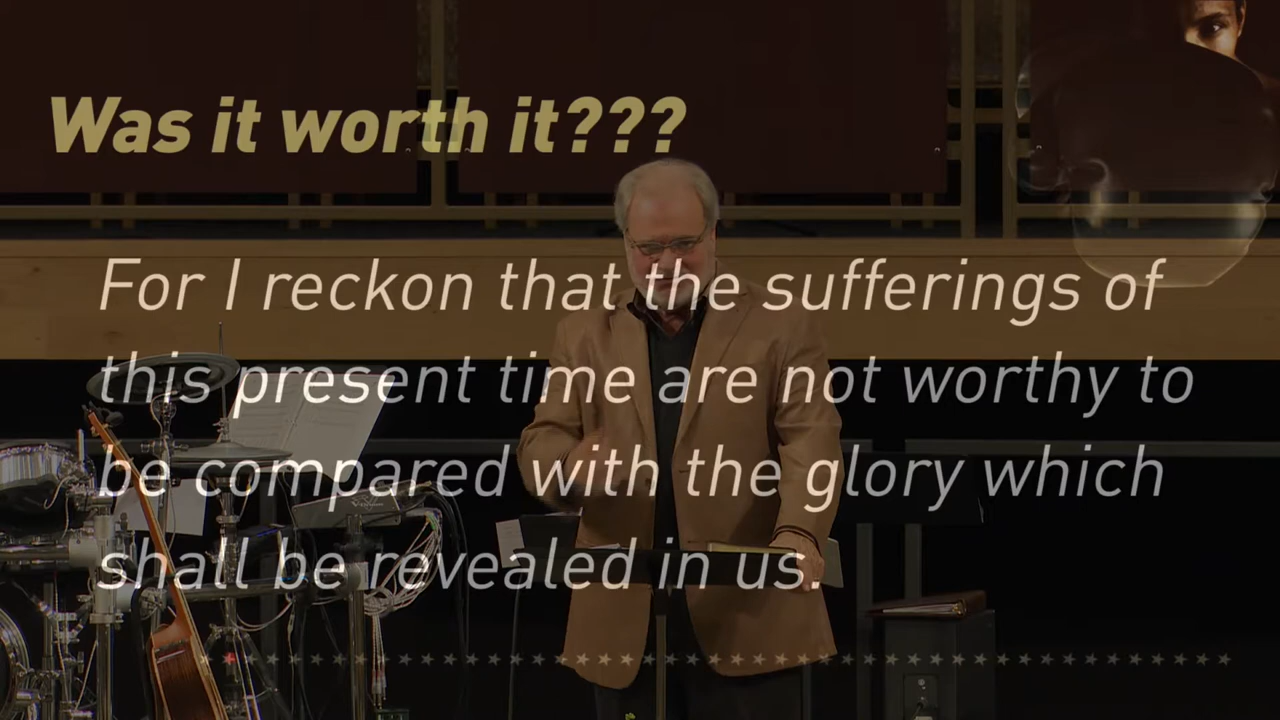 Was it worth it???
For I reckon that the sufferings of
this present time are not worthy to
be compared with the glory which
shall be revealed in us.